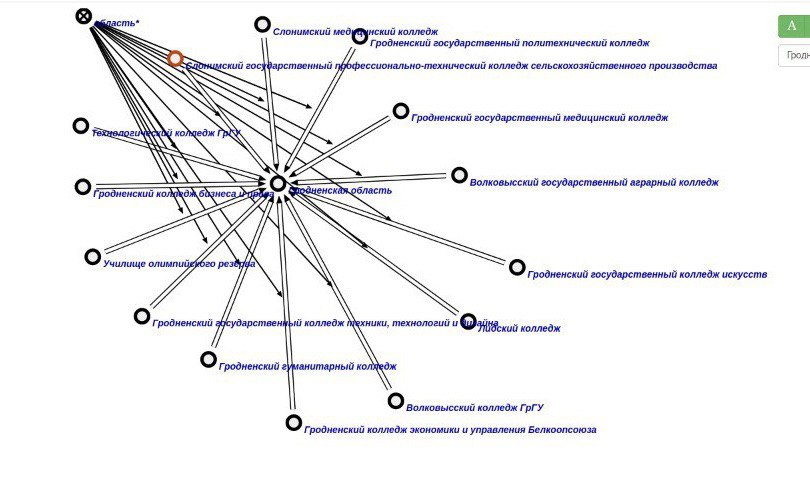 область*
Слонимский медицинский колледж
Гродненский государственный политехнический колледж
Слонимский государственный профессионально-технический колледж сельскохозяйственного производства
Гродненский государственный медицинский колледж
Технологический колледж ГрГУ
Волковысский государственный аграрный колледж
Гродненская область
Гродненский колледж бизнеса и права
Училище олимпийского резерва
Гродненский государственный колледж искусств
Гродненский государственный колледж техники, технологий и дизайна
Лидский колледж
Гродненский гуманитарный колледж
Волковысский колледж ГрГУ
Гродненский колледж экономики и управления Белкоопсоюза
A
Гродн